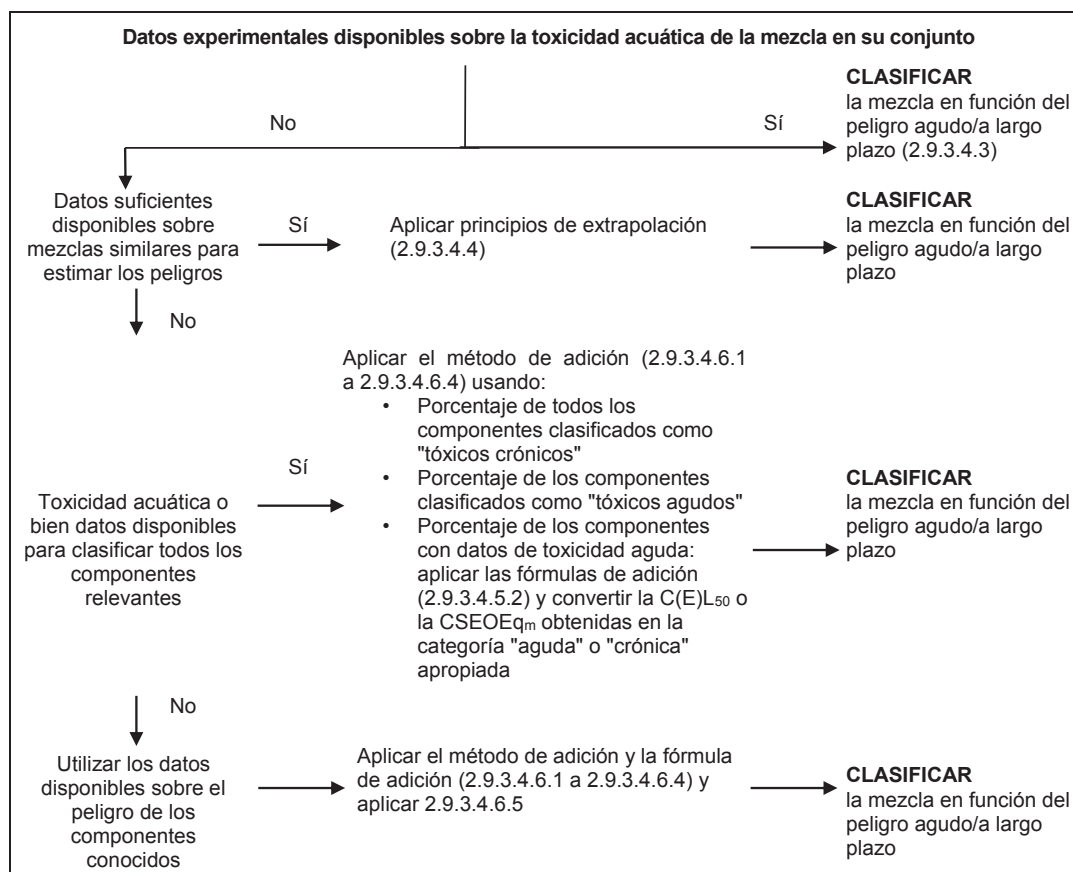 Datos experimentales disponibles sobre la toxicidad acuática de la mezcla en su conjunto
No
Sí
CLASIFICAR
la mezcla en función del
peligro agudo/a largo
plazo (2.9.3.4.3)
Datos suficientes
disponibles sobre
mezclas similares para
estimar los peligros
Sí
Aplicar principios de extrapolación
(2.9.3.4.4)
CLASIFICAR
la mezcla en función del
peligro agudo/a largo
plazo
No
Toxicidad acuática o
bien datos disponibles
para clasificar todos los
componentes
relevantes
Sí
Aplicar el método de adición (2.9.3.4.6.1
a 2.9.3.4.6.4) usando:
• Porcentaje de todos los
componentes clasificados como
"tóxicos crónicos"
• Porcentaje de los componentes
clasificados como "tóxicos agudos"
• Porcentaje de los componentes
con datos de toxicidad aguda:
aplicar las fórmulas de adición
(2.9.3.4.5.2) y convertir la C(E)L50 o
la CSEOEqm obtenidas en la
categoría "aguda" o "crónica"
apropiada
CLASIFICAR
la mezcla en función del
peligro agudo/a largo
plazo
No
Utilizar los datos
disponibles sobre el
peligro de los
componentes
conocidos
Aplicar el método de adición y la fórmula
de adición (2.9.3.4.6.1 a 2.9.3.4.6.4) y
aplicar 2.9.3.4.6.5
CLASIFICAR
la mezcla en función del
peligro agudo/a largo
plazo